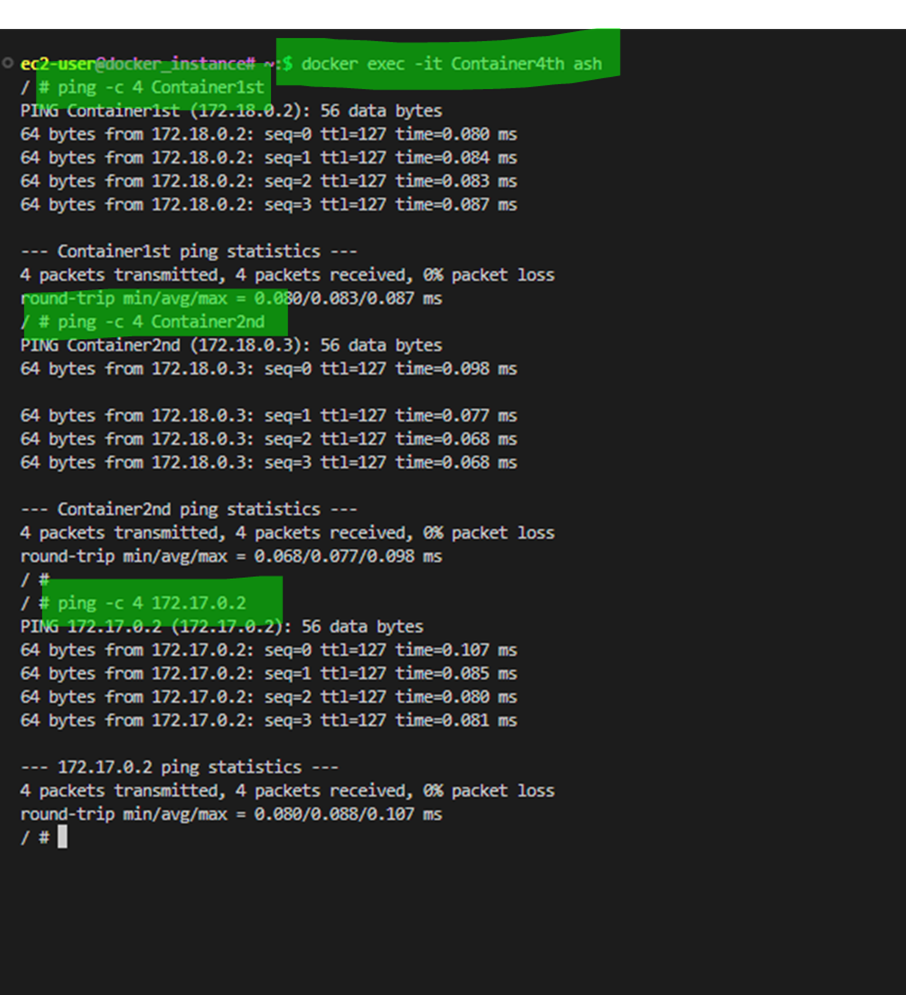 ec2-user@docker_instance# ~:$ docker exec -it Container4th ash
/ # ping -c 4 Container1st
PING Container1st (172.18.0.2): 56 data bytes
64 bytes from 172.18.0.2: seq=0 ttl=127 time=0.080 ms
64 bytes from 172.18.0.2: seq=1 ttl=127 time=0.084 ms
64 bytes from 172.18.0.2: seq=2 ttl=127 time=0.083 ms
64 bytes from 172.18.0.2: seq=3 ttl=127 time=0.087 ms
--- Container1st ping statistics ---
4 packets transmitted, 4 packets received, 0% packet loss
round-trip min/avg/max = 0.080/0.083/0.087 ms
/ # ping -c 4 Container2nd
PING Container2nd (172.18.0.3): 56 data bytes
64 bytes from 172.18.0.3: seq=0 ttl=127 time=0.098 ms
64 bytes from 172.18.0.3: seq=1 ttl=127 time=0.077 ms
64 bytes from 172.18.0.3: seq=2 ttl=127 time=0.068 ms
64 bytes from 172.18.0.3: seq=3 ttl=127 time=0.068 ms
--- Container2nd ping statistics ---
4 packets transmitted, 4 packets received, 0% packet loss
round-trip min/avg/max = 0.068/0.077/0.098 ms
/ #
/ # ping -c 4 172.17.0.2
PING 172.17.0.2 (172.17.0.2): 56 data bytes
64 bytes from 172.17.0.2: seq=0 ttl=127 time=0.107 ms
64 bytes from 172.17.0.2: seq=1 ttl=127 time=0.085 ms
64 bytes from 172.17.0.2: seq=2 ttl=127 time=0.080 ms
64 bytes from 172.17.0.2: seq=3 ttl=127 time=0.081 ms
--- 172.17.0.2 ping statistics ---
4 packets transmitted, 4 packets received, 0% packet loss
round-trip min/avg/max = 0.080/0.088/0.107 ms
/ #